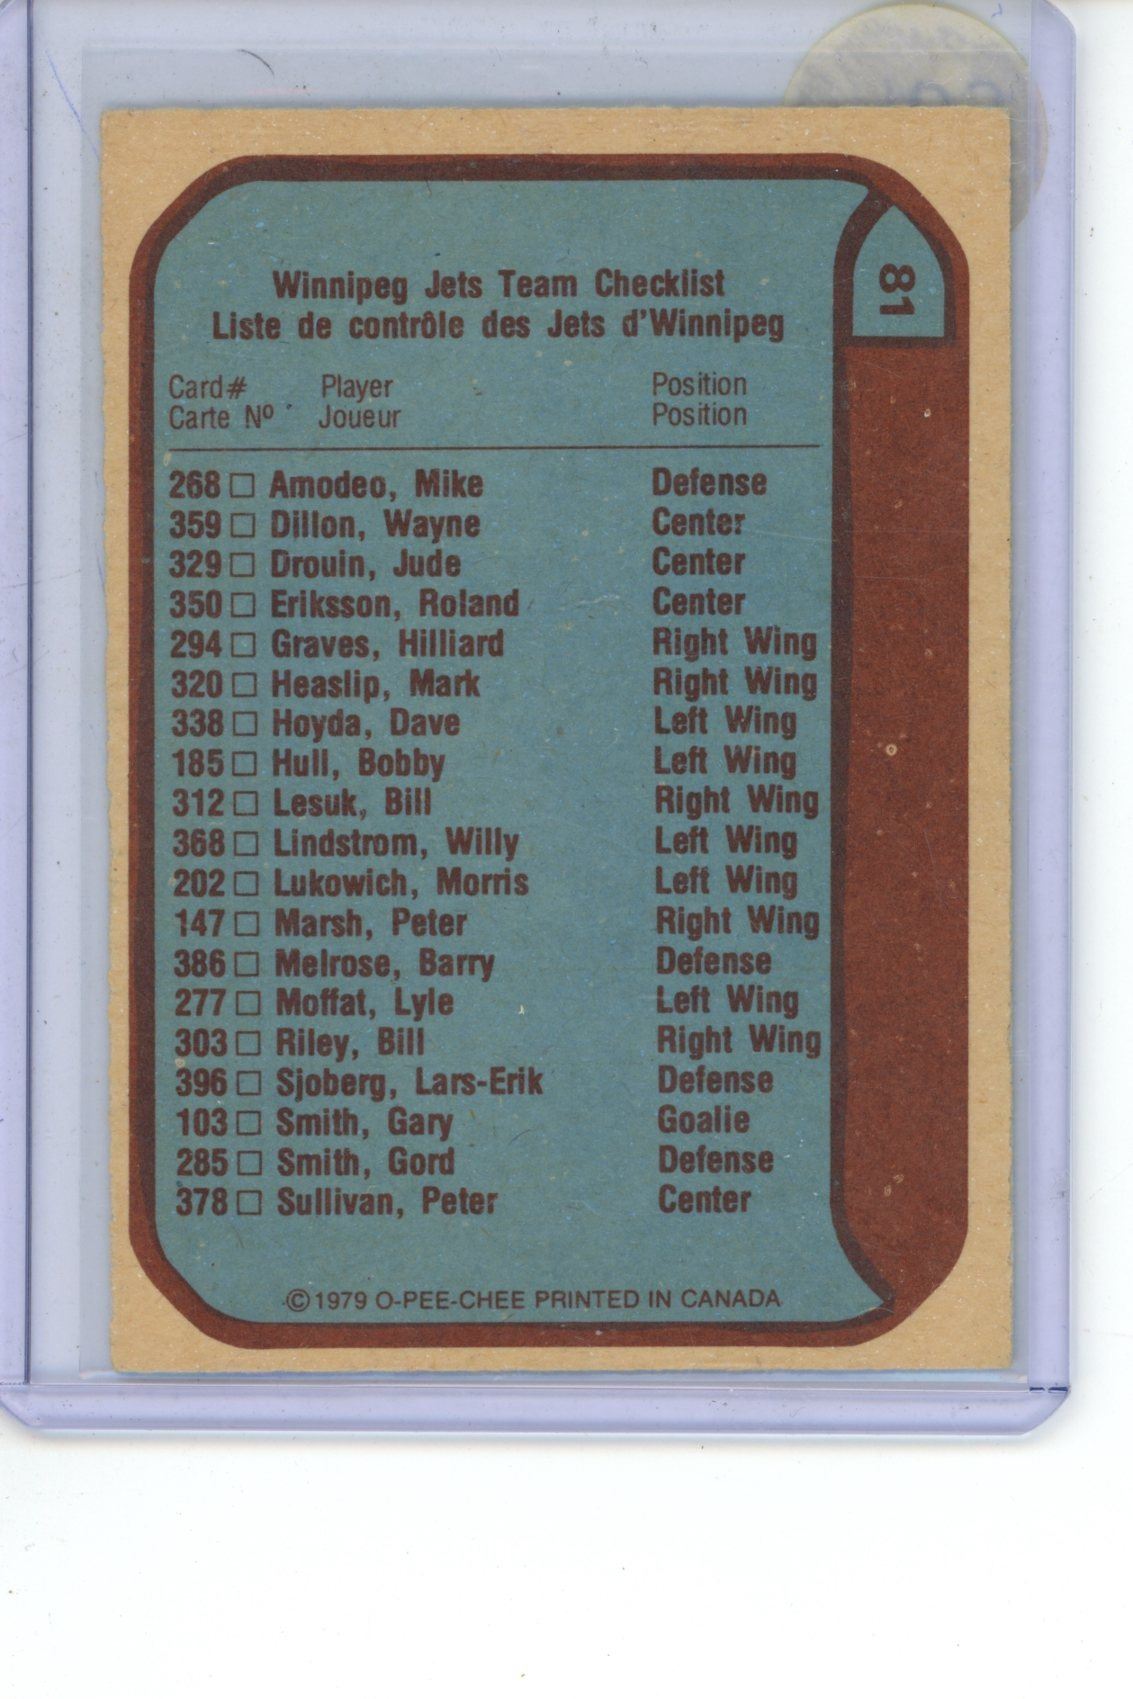 81
Winnipeg Jets Team Checklist
Liste de contrôle des Jets d'Winnipeg
Card# Player Position
Carte Nº Joueur Position
268 □ Amodeo, Mike Defense
359 □ Dillon, Wayne Center
329 □ Drouin, Jude Center
350 □ Eriksson, Roland Center
294 □ Graves, Hilliard Right Wing
320 □ Heaslip, Mark Right Wing
338 □ Hoyda, Dave Left Wing
185 □ Hull, Bobby Left Wing
312 □ Lesuk, Bill Right Wing
368 □ Lindstrom, Willy Left Wing
202 □ Lukowich, Morris Left Wing
147 □ Marsh, Peter Right Wing
386 □ Melrose, Barry Defense
277 □ Moffat, Lyle Left Wing
303 □ Riley, Bill Right Wing
396 □ Sjoberg, Lars-Erik Defense
103 □ Smith, Gary Goalie
285 □ Smith, Gord Defense
378 □ Sullivan, Peter Center
©1979 O-PEE-CHEE PRINTED IN CANADA